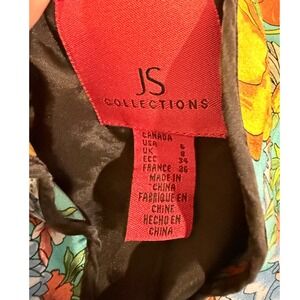 JS
COLLECTIONS
CANADA
USA 6
UK 8
ECC 34
FRANCE 36
MADE IN
CHINA
FABRIQUE EN
CHINE
HECHO EN
CHINA